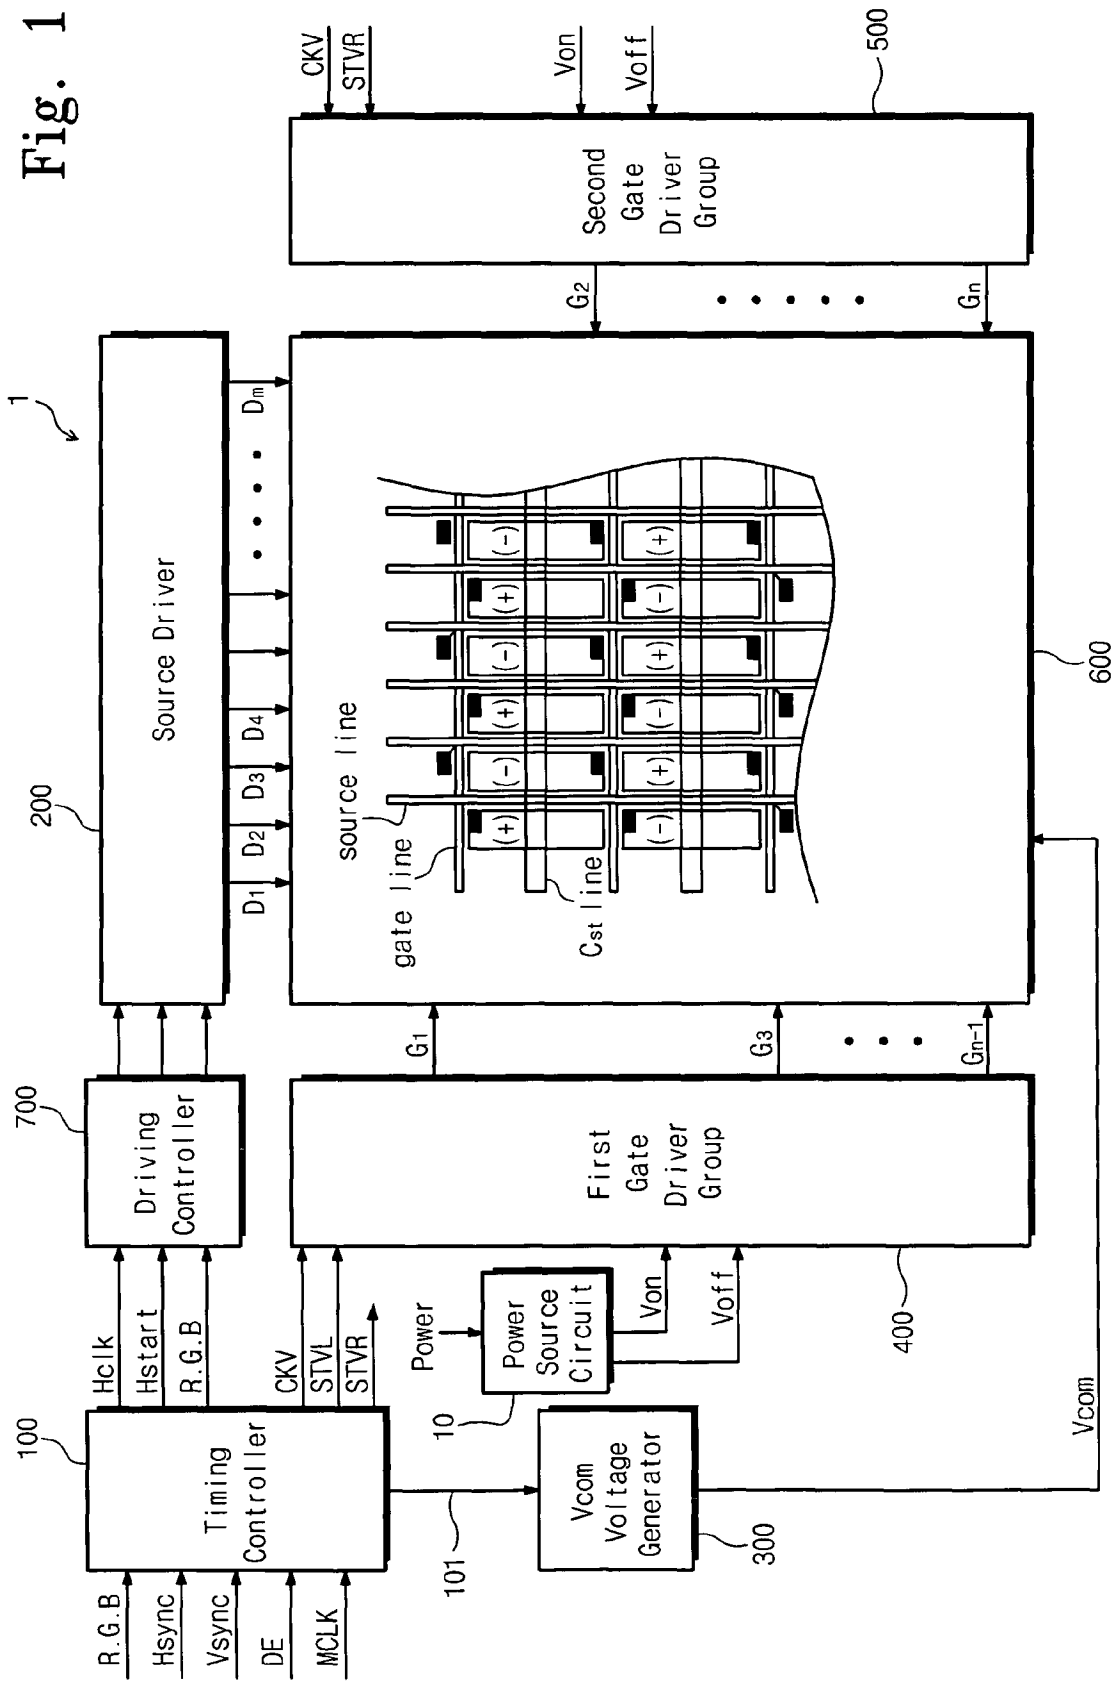 Fig. 1
1
200
Source Driver
700
Driving
Controller
100
Timing
Controller
R.G.B
Hsync
Vsync
DE
MCLK
Hclk
Hstart
R.G.B
CKV
STVL
STVR
D1
D2
D3
D4
Dm
CKV
STVR
Von
Voff
Power
Power
Source
Circuit
10
Von
Voff
First
Gate
Driver
Group
400
G1
G3
Gn-1
source line
gate line
Cst line
(+)
(-)
(+)
(-)
(+)
(-)
(-)
(+)
(-)
(+)
(-)
(+)
G2
Gn
Second
Gate
Driver
Group
500
600
101
Vcom
Voltage
Generator
300
Vcom